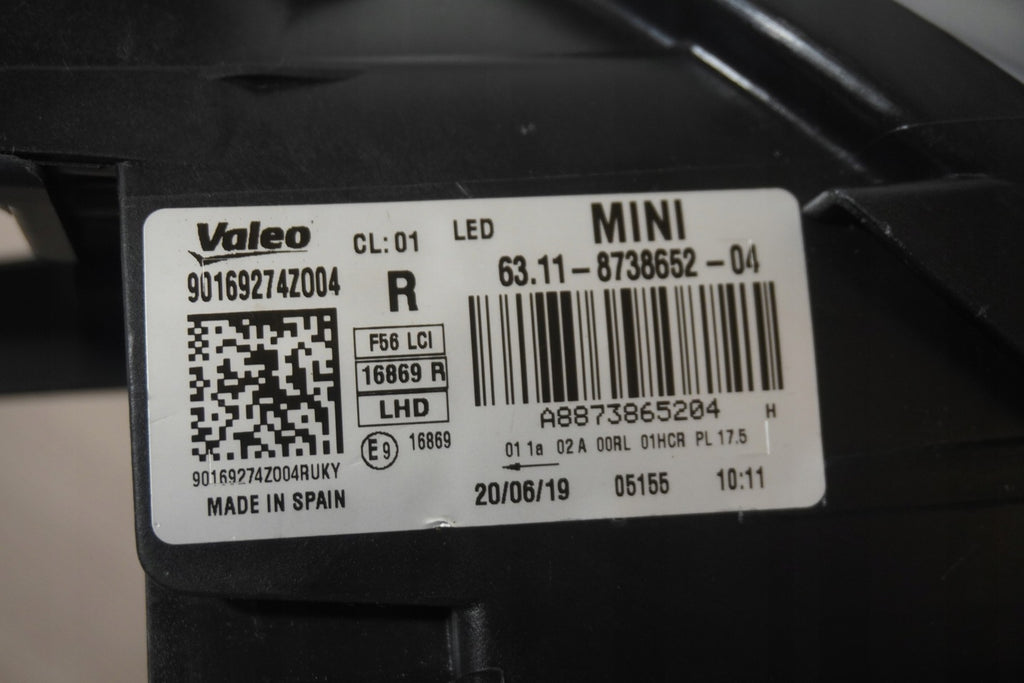 Valeo
CL: 01
LED
MINI
90169274Z004
R
63.11-8738652-04
F56 LCI
16869 R
LHD
E9 16869
A8873865204 H
90169274Z004RUKY
01 1a 02 A 00RL 01HCR PL 17.5
MADE IN SPAIN
20/06/19 05155 10:11